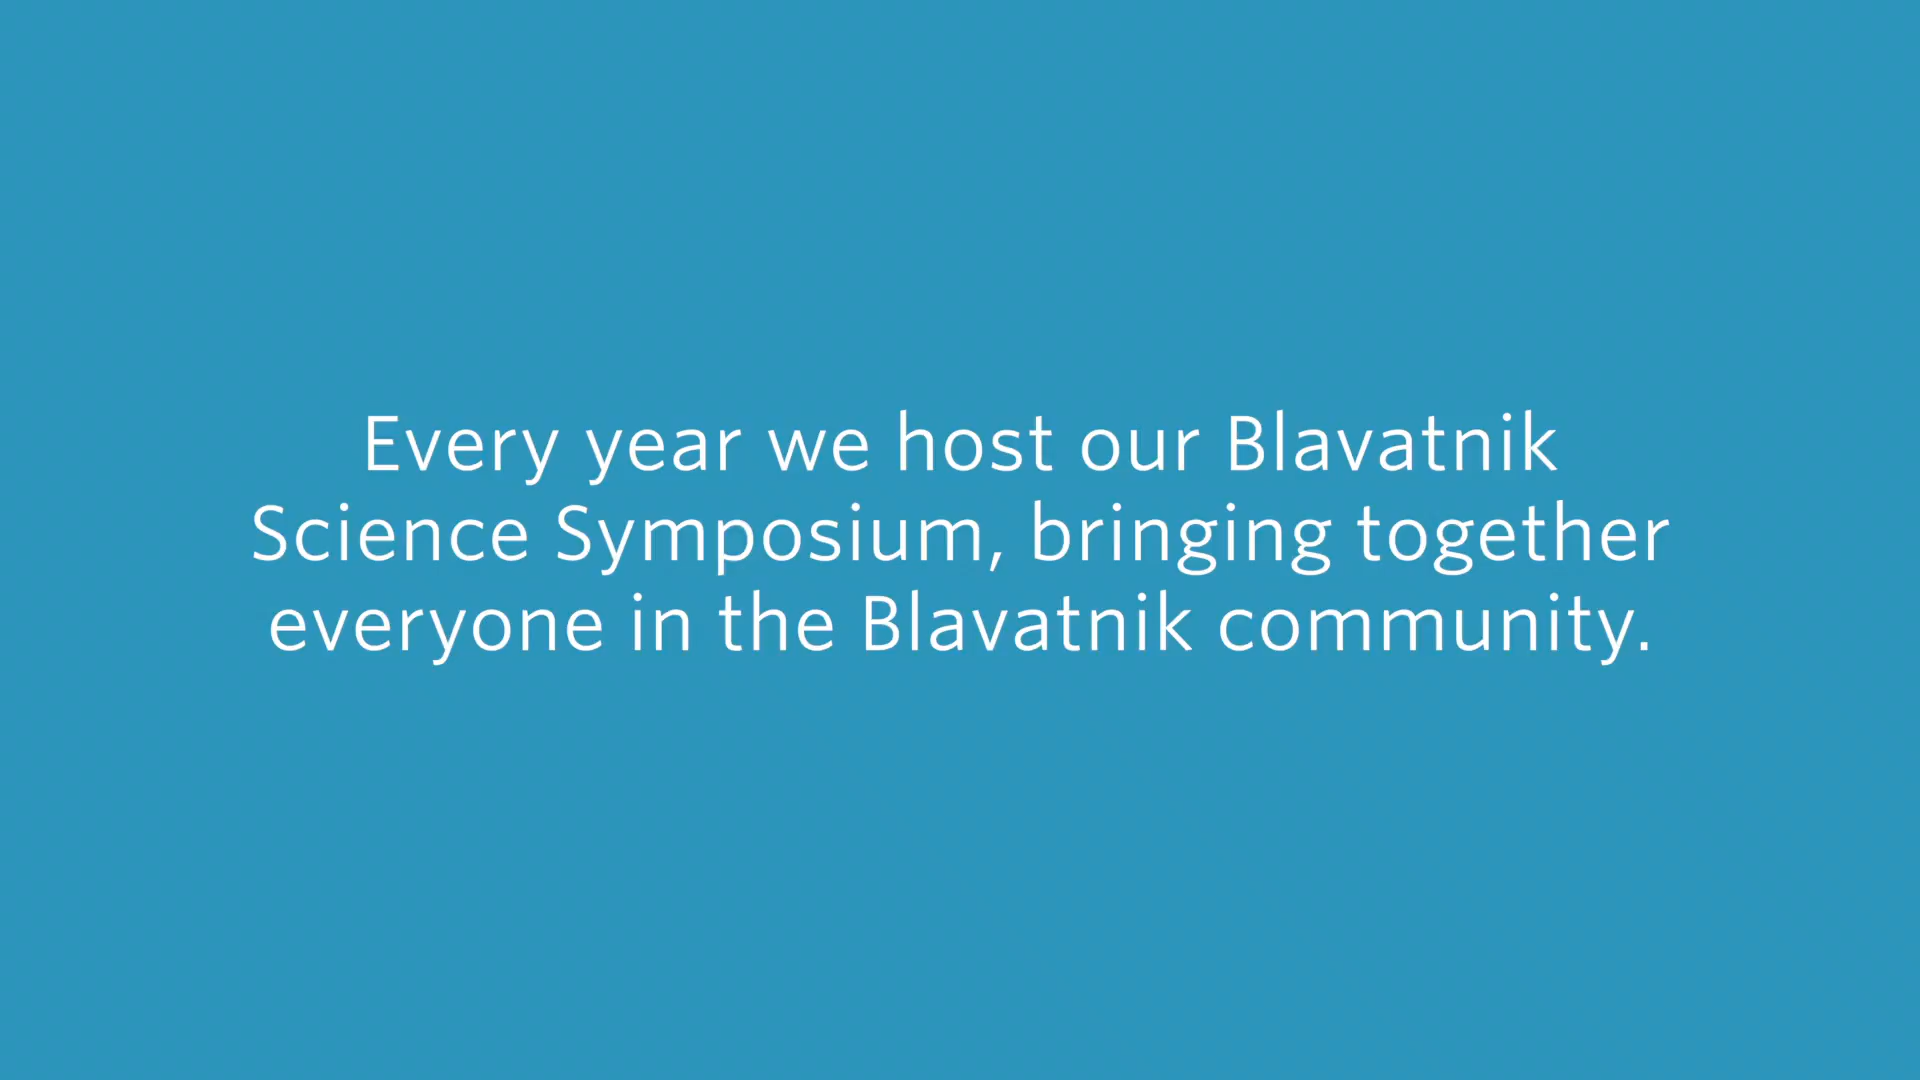 Every year we host our Blavatnik
Science Symposium, bringing together
everyone in the Blavatnik community.